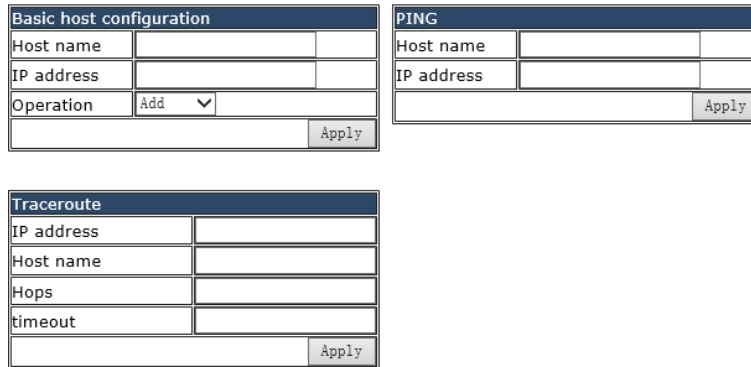 Basic host configuration
Host name
IP address
Operation Add
Apply
PING
Host name
IP address
Apply
Traceroute
IP address
Host name
Hops
timeout
Apply